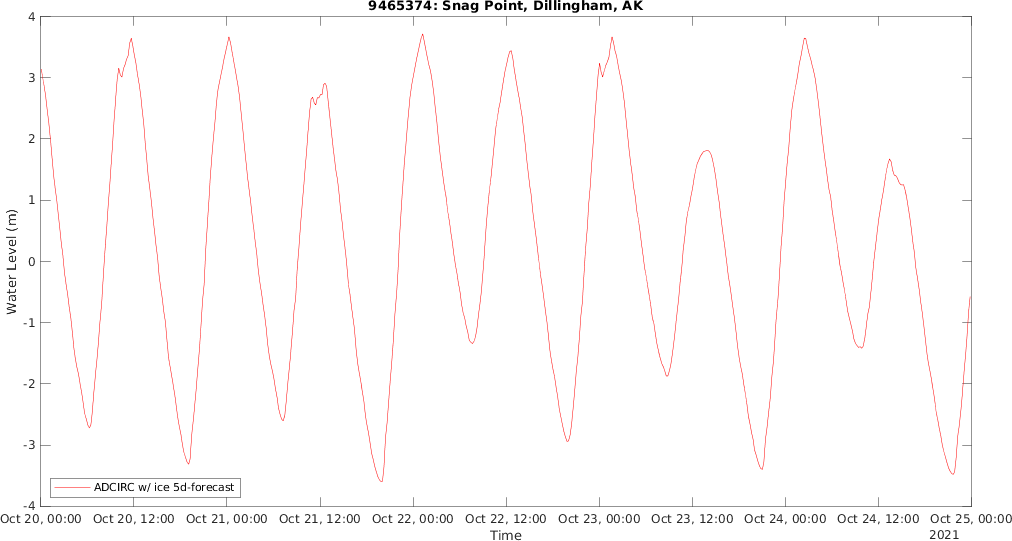 9465374: Snag Point, Dillingham, AK
4
3
2
1
0
-1
-2
-3
-4
Water Level (m)
ADCIRC w/ ice 5d-forecast
Oct 20, 00:00 Oct 20, 12:00 Oct 21, 00:00 Oct 21, 12:00 Oct 22, 00:00 Oct 22, 12:00 Oct 23, 00:00 Oct 23, 12:00 Oct 24, 00:00 Oct 24, 12:00 Oct 25, 00:00
Time
2021